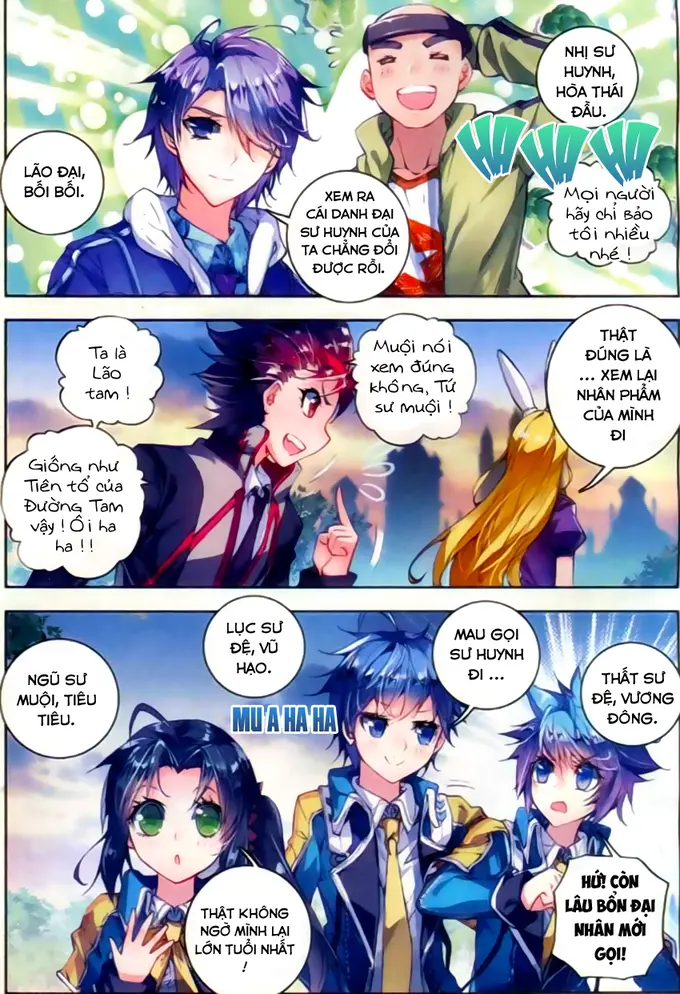 LÃO ĐẠI,
BỐI BỐI.
NHỊ SƯ
HUYNH,
HÒA THÁI
ĐẦU.
HA HA HA
XEM RA
CÁI DANH ĐẠI
SƯ HUYNH CỦA
TA CHẲNG ĐỔI
ĐƯỢC RỒI.
Mọi người
hãy chỉ bảo
tôi nhiều
nhé !
Ta là
Lão
tam !
Muội nói
xem đúng
không, Tứ
sư muội !
THẬT
ĐÚNG LÀ
... XEM LẠI
NHÂN PHẨM
CỦA MÌNH
ĐI
Giống như
Tiên tổ của
Đường Tam
vậy ! Ôi ha
ha ! !
NGŨ SƯ
MUỘI, TIÊU
TIÊU.
LỤC SƯ
ĐỆ, VŨ
HẠO.
MU A HA HA
MAU GỌI
SƯ HUYNH
ĐI ...
THẤT SƯ
ĐỆ, VƯƠNG
ĐÔNG.
THẬT KHÔNG
NGỜ MÌNH LẠI
LỚN TUỔI NHẤT
!
HỨ! CÒN
LÂU BỔN ĐẠI
NHÂN MỚI
GỌI!